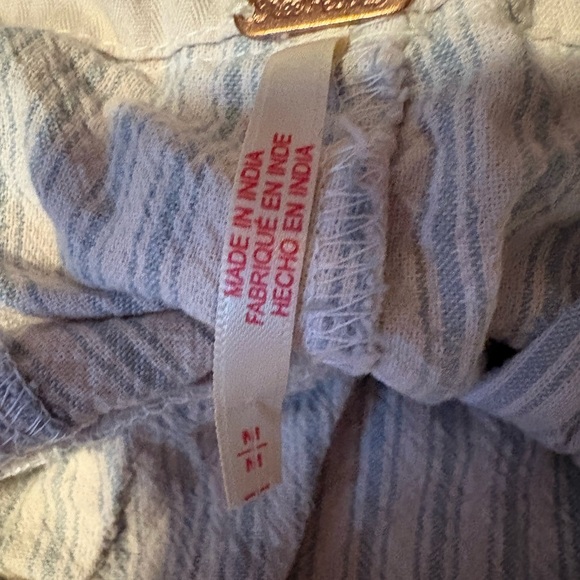 MADE IN INDIA
FABRIQUÉ EN INDE
HECHO EN INDIA
M
M